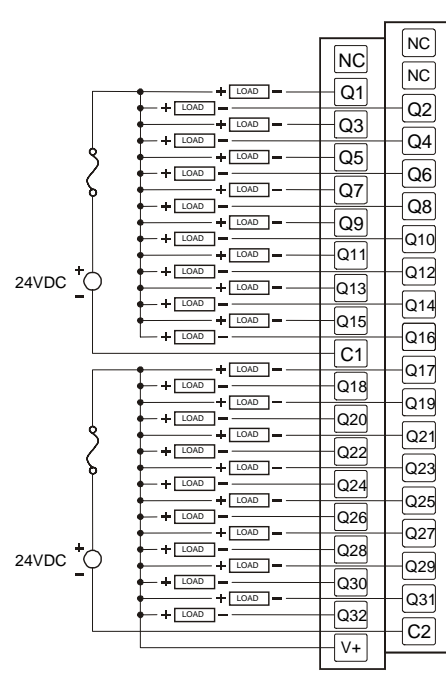 NC
NC
NC
+ LOAD − Q1
+ LOAD − Q2
+ LOAD − Q3
+ LOAD − Q4
+ LOAD − Q5
+ LOAD − Q6
+ LOAD − Q7
+ LOAD − Q8
+ LOAD − Q9
+ LOAD − Q10
+ LOAD − Q11
+ LOAD − Q12
24VDC + −
+ LOAD − Q13
+ LOAD − Q14
+ LOAD − Q15
+ LOAD − Q16
C1
+ LOAD − Q17
+ LOAD − Q18
+ LOAD − Q19
+ LOAD − Q20
+ LOAD − Q21
+ LOAD − Q22
+ LOAD − Q23
+ LOAD − Q24
+ LOAD − Q25
+ LOAD − Q26
+ LOAD − Q27
+ LOAD − Q28
24VDC + −
+ LOAD − Q29
+ LOAD − Q30
+ LOAD − Q31
+ LOAD − Q32
C2
V+